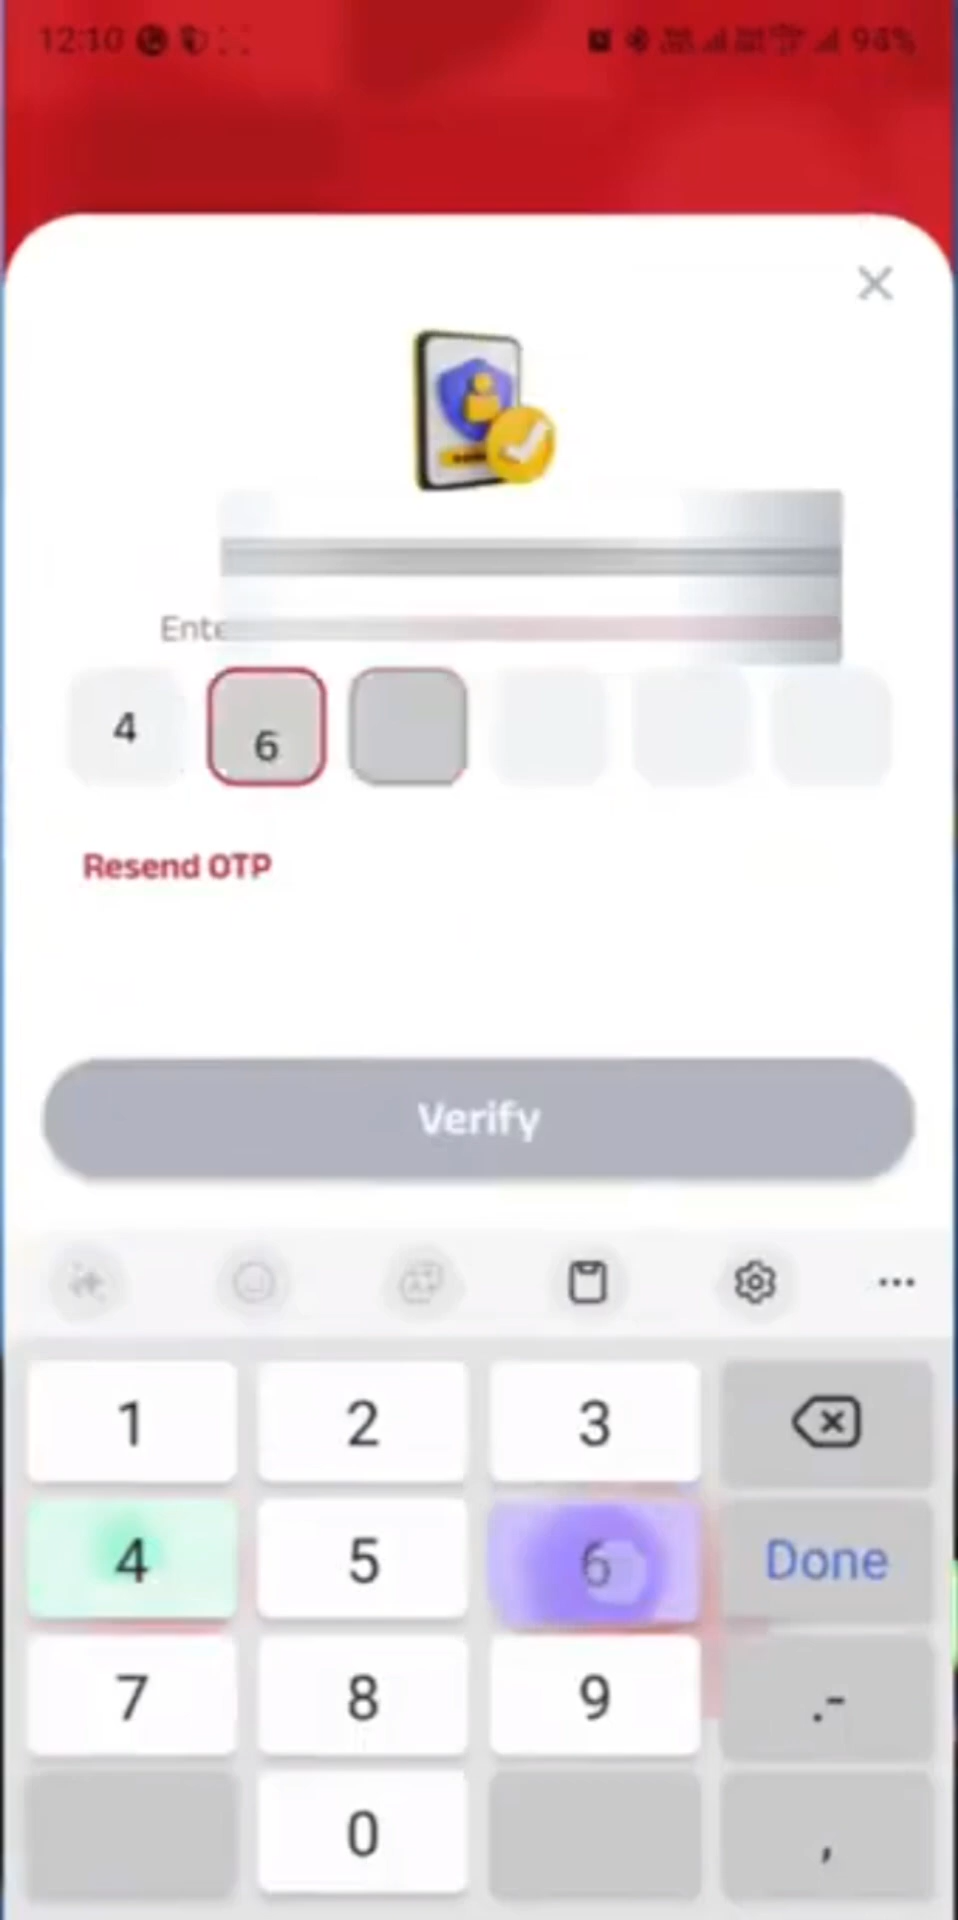 12:10 94%
Ente
4 6
Resend OTP
Verify
1 2 3
4 5 6 Done
7 8 9 .-
0 ,